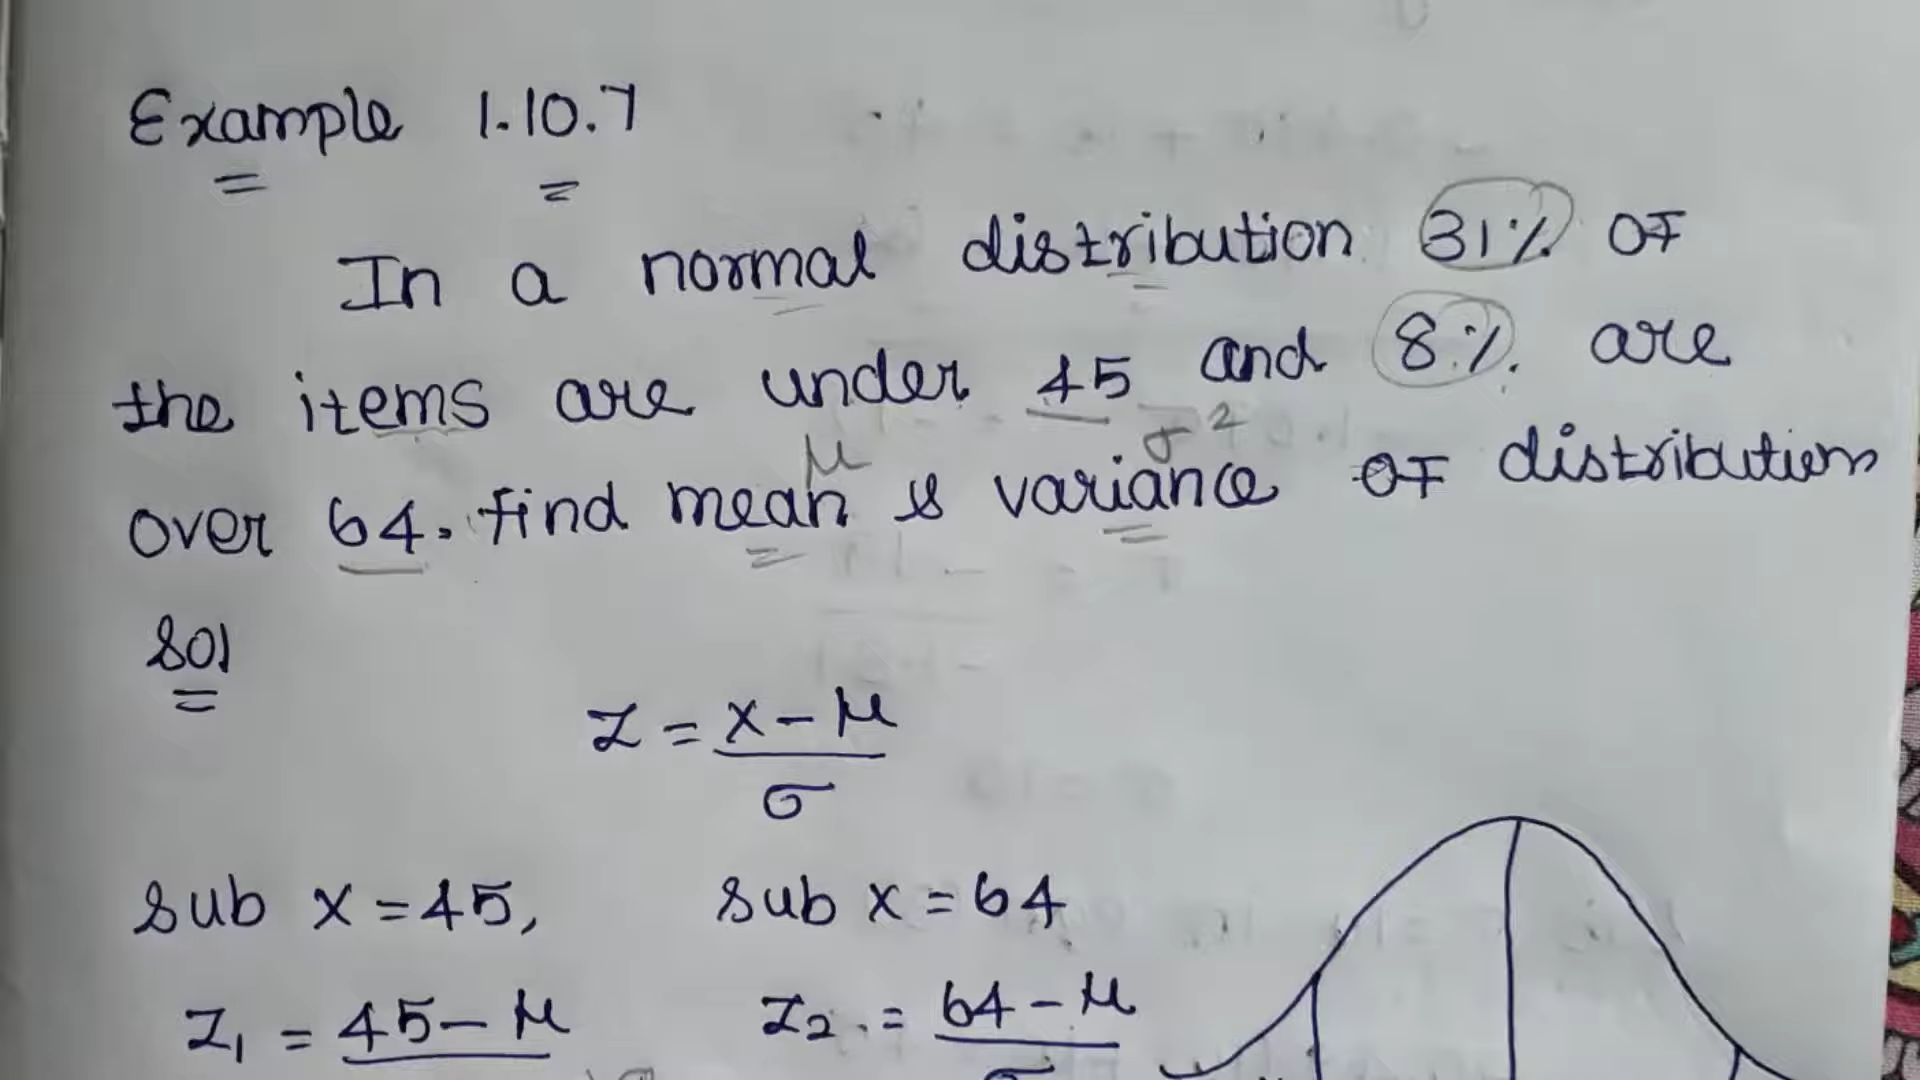 Example 1.10.7
In a normal distribution 31% OF
the items are under 45 and 8%. are
μ σ²
over 64. find mean & variance OF distribution
Sol
Z = x - μ
σ
Sub x = 45, Sub x = 64
Z₁ = 45 - μ Z₂ = 64 - μ
σ